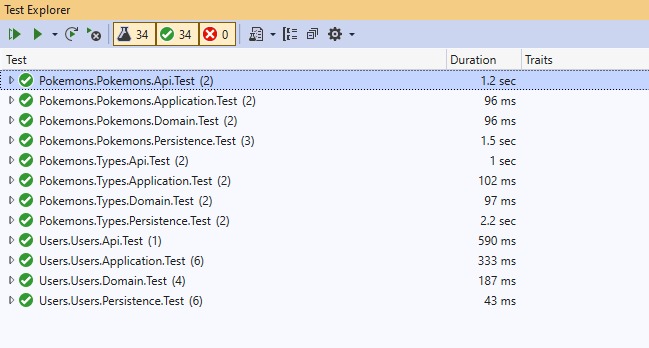 Test Explorer
34 34 0
Test Duration Traits
Pokemons.Pokemons.Api.Test (2) 1.2 sec
Pokemons.Pokemons.Application.Test (2) 96 ms
Pokemons.Pokemons.Domain.Test (2) 96 ms
Pokemons.Pokemons.Persistence.Test (3) 1.5 sec
Pokemons.Types.Api.Test (2) 1 sec
Pokemons.Types.Application.Test (2) 102 ms
Pokemons.Types.Domain.Test (2) 97 ms
Pokemons.Types.Persistence.Test (2) 2.2 sec
Users.Users.Api.Test (1) 590 ms
Users.Users.Application.Test (6) 333 ms
Users.Users.Domain.Test (4) 187 ms
Users.Users.Persistence.Test (6) 43 ms